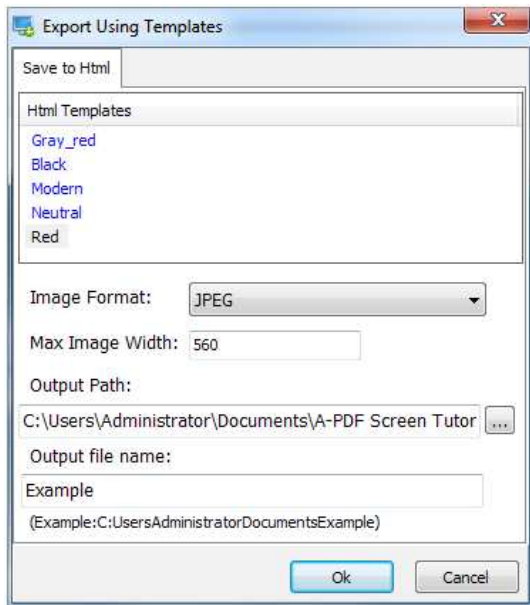 Export Using Templates
Save to Html
Html Templates
Gray_red
Black
Modern
Neutral
Red
Image Format: JPEG
Max Image Width: 560
Output Path:
C:\Users\Administrator\Documents\A-PDF Screen Tutor ...
Output file name:
Example
(Example:C:UsersAdministratorDocumentsExample)
Ok Cancel